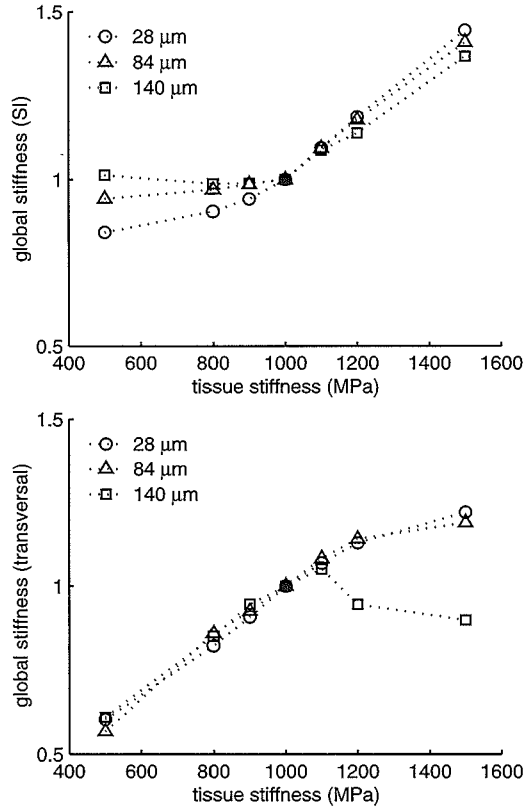 1.5
28 µm
84 µm
140 µm
1
0.5
global stiffness (SI)
400 600 800 1000 1200 1400 1600
tissue stiffness (MPa)
1.5
28 µm
84 µm
140 µm
1
0.5
global stiffness (transversal)
400 600 800 1000 1200 1400 1600
tissue stiffness (MPa)